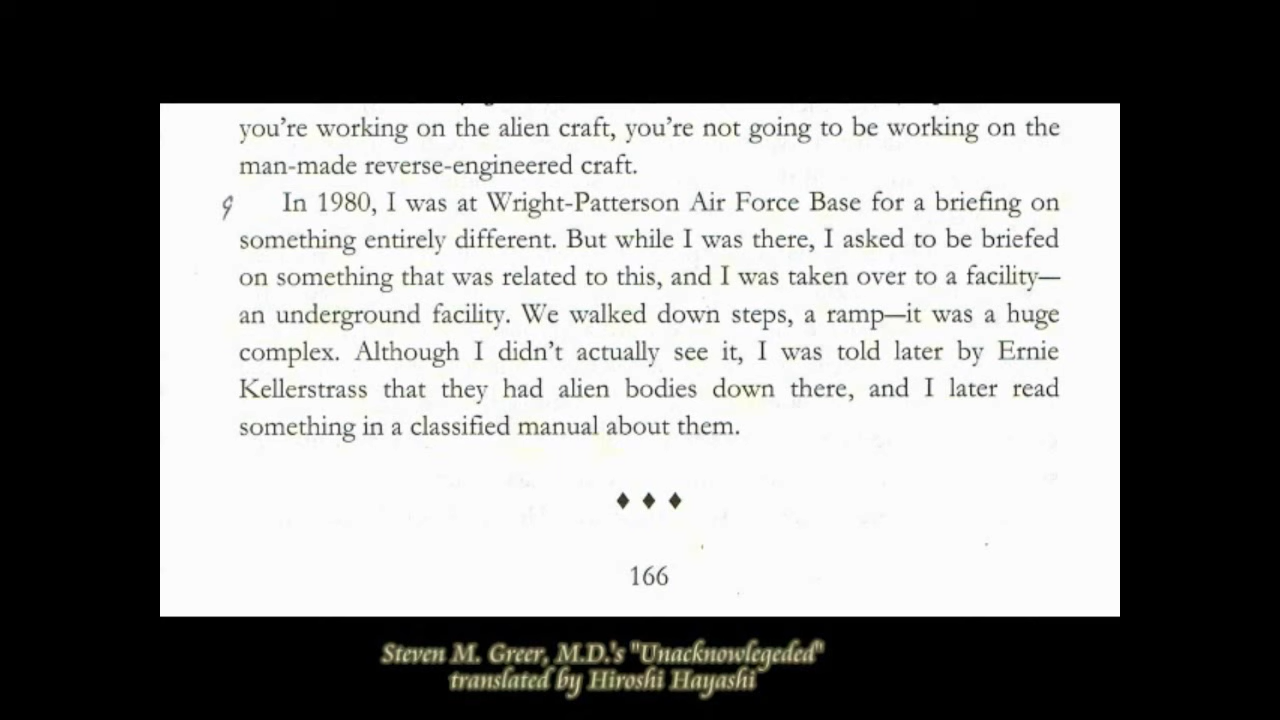 you're working on the alien craft, you're not going to be working on the
man-made reverse-engineered craft.
9 In 1980, I was at Wright-Patterson Air Force Base for a briefing on
something entirely different. But while I was there, I asked to be briefed
on something that was related to this, and I was taken over to a facility—
an underground facility. We walked down steps, a ramp—it was a huge
complex. Although I didn't actually see it, I was told later by Ernie
Kellerstrass that they had alien bodies down there, and I later read
something in a classified manual about them.
♦ ♦ ♦
166
Steven M. Greer, M.D.'s "Unacknowlegeded"
translated by Hiroshi Hayashi